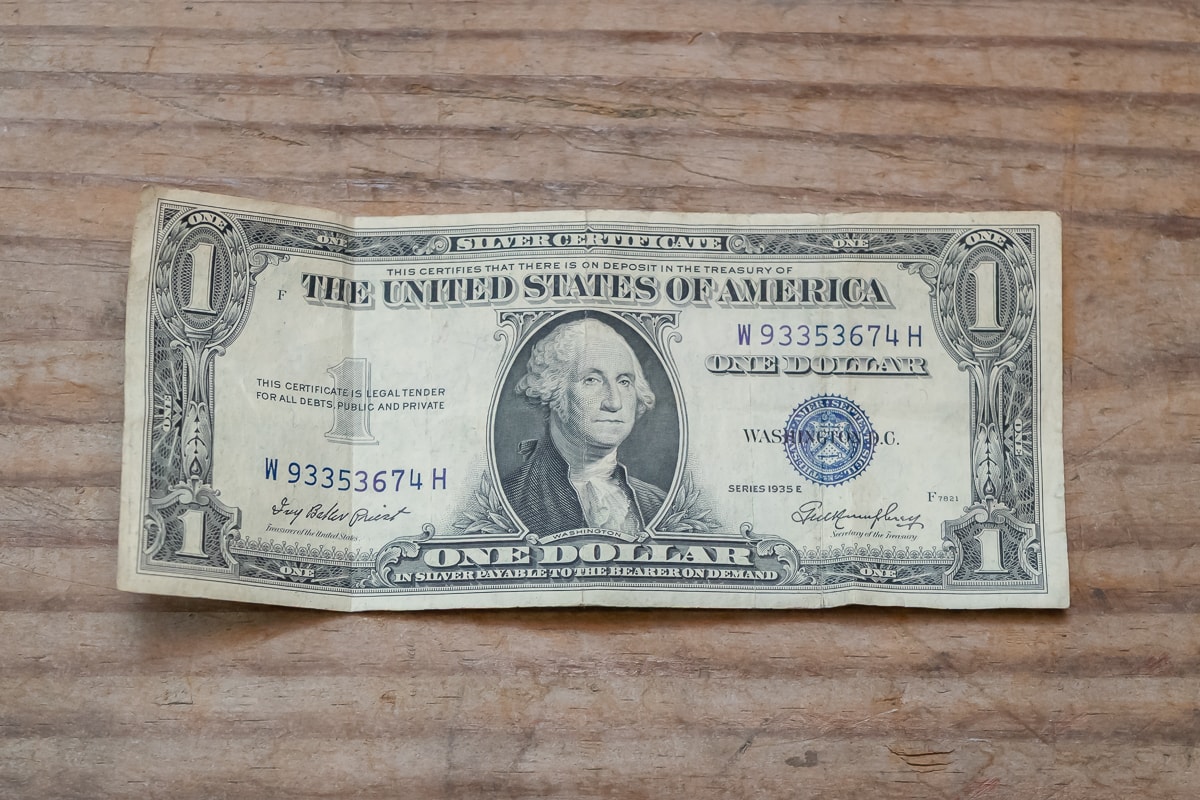 ONE ONE SILVER CERTIFICATE ONE ONE
1 1
THIS CERTIFIES THAT THERE IS ON DEPOSIT IN THE TREASURY OF
F THE UNITED STATES OF AMERICA
W 93353674 H
ONE DOLLAR
1
THIS CERTIFICATE IS LEGAL TENDER
FOR ALL DEBTS, PUBLIC AND PRIVATE
ONE ONE
WASHINGTON, D.C.
W 93353674 H
SERIES 1935 E
F 7821
Ivy Baker Priest
Treasurer of the United States.
G. M. Humphrey
Secretary of the Treasury
WASHINGTON
1 ONE DOLLAR 1
ONE IN SILVER PAYABLE TO THE BEARER ON DEMAND ONE